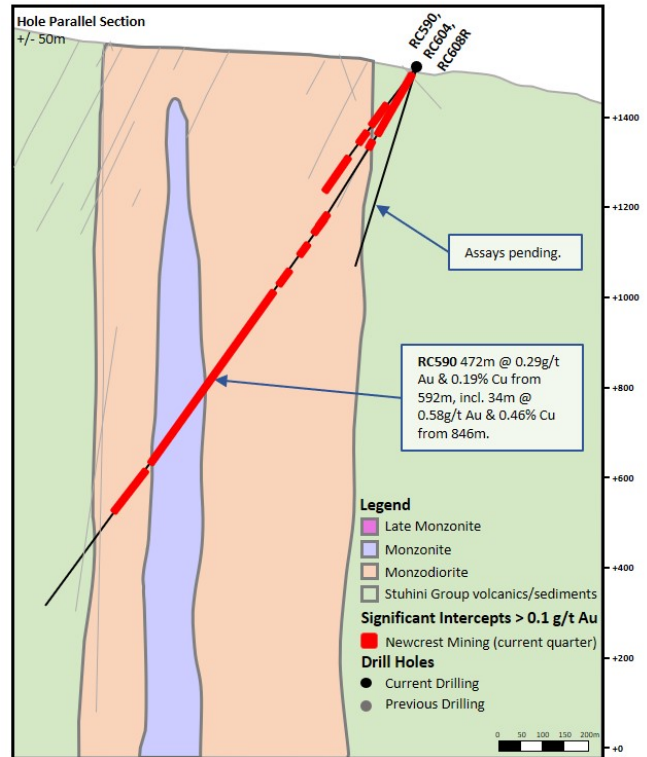 Hole Parallel Section
+/- 50m
RC590,
RC604,
RC608R
+1400
+1200
Assays pending.
+1000
RC590 472m @ 0.29g/t
Au & 0.19% Cu from
592m, incl. 34m @
0.58g/t Au & 0.46% Cu
from 846m.
+800
+600
Legend
Late Monzonite
Monzonite
Monzodiorite
+400
Stuhini Group volcanics/sediments
Significant Intercepts > 0.1 g/t Au
Newcrest Mining (current quarter)
Drill Holes
Current Drilling
+200
Previous Drilling
0 50 100 150 200m
+0